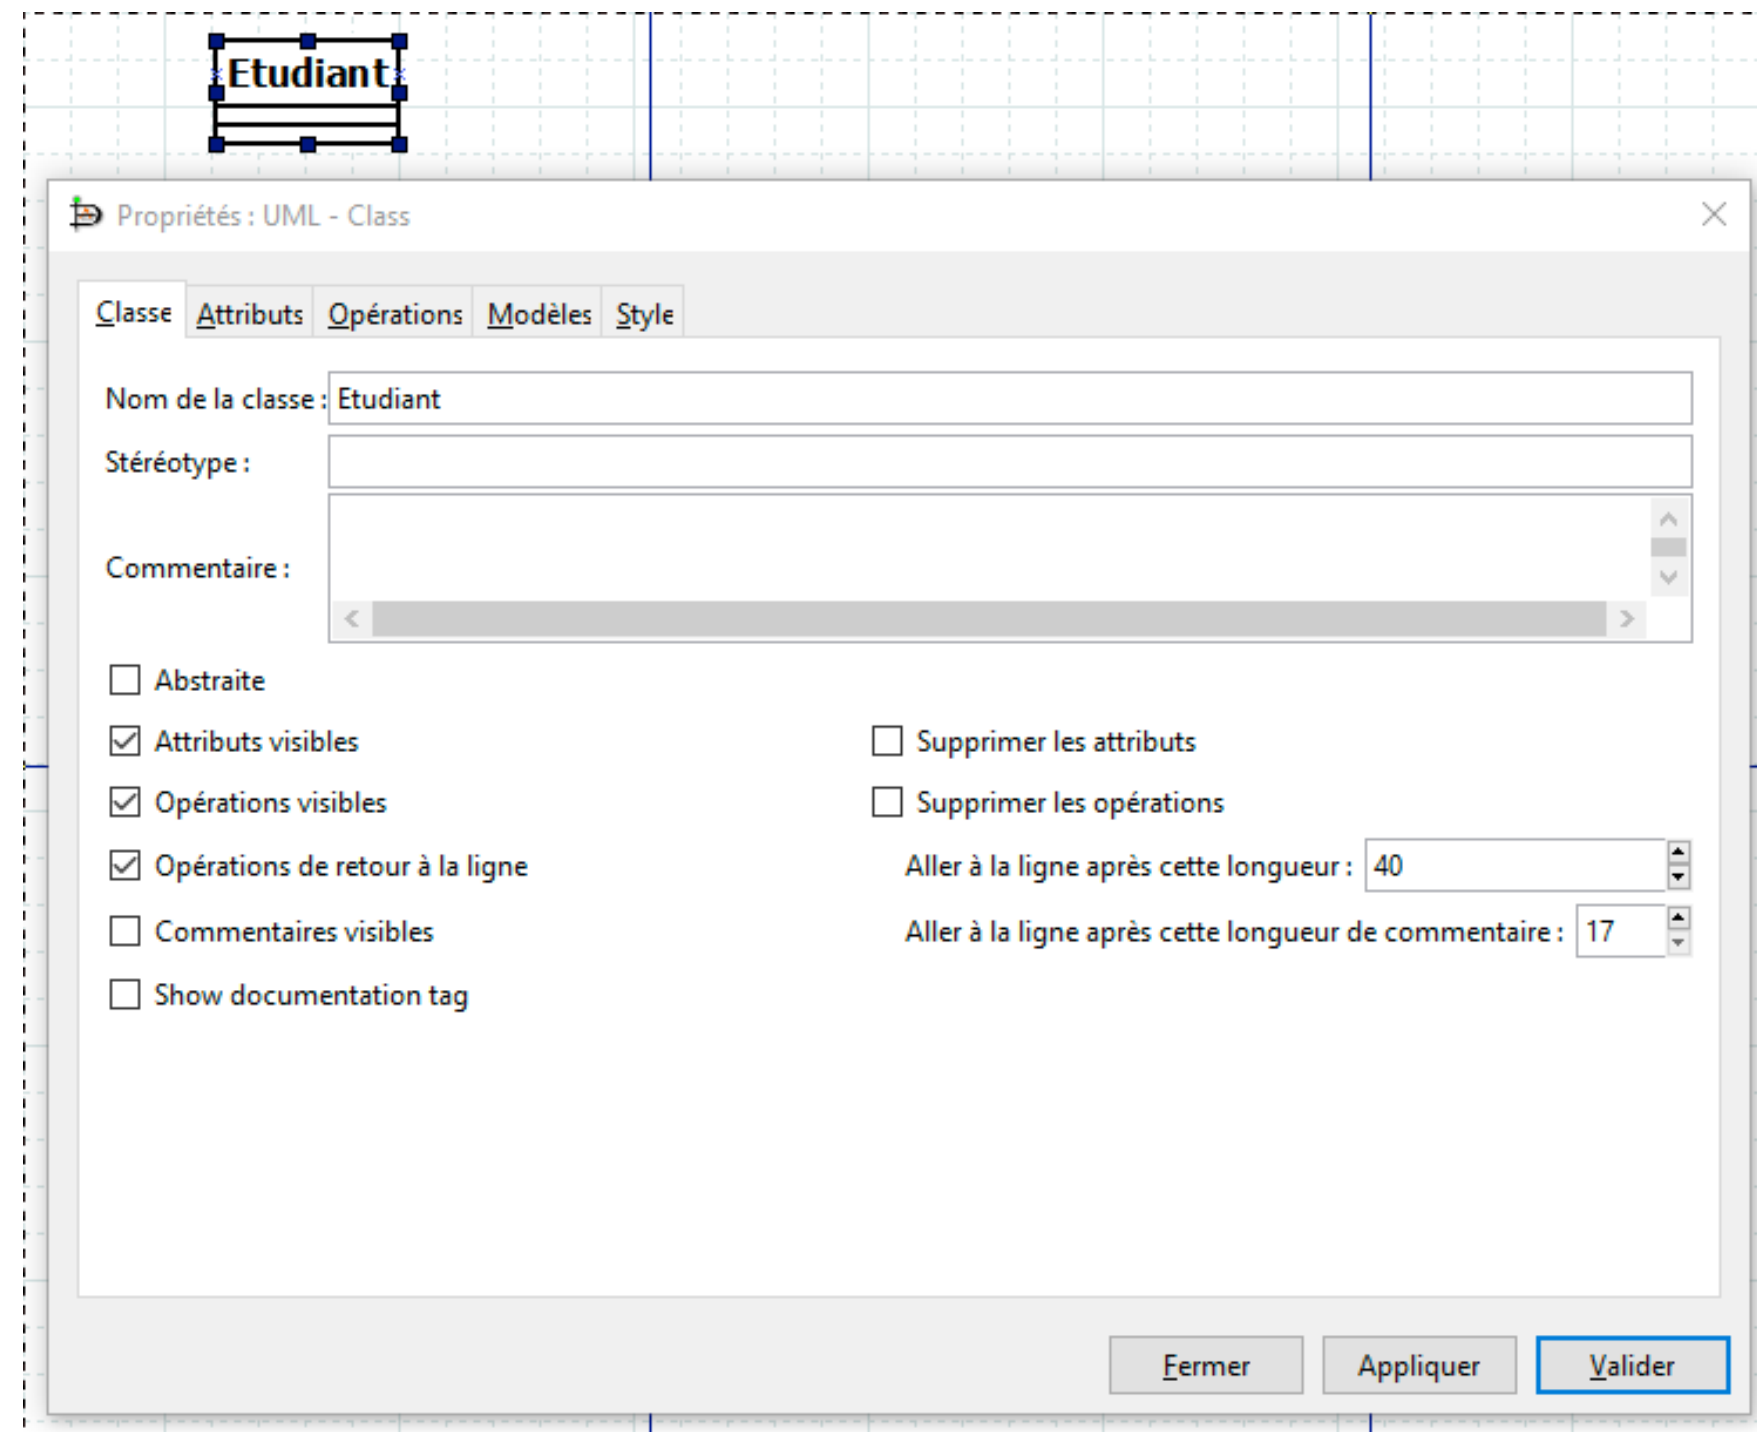 Etudiant
Propriétés : UML - Class
Classe Attributs Opérations Modèles Style
Nom de la classe : Etudiant
Stéréotype :
Commentaire :
Abstraite
Attributs visibles Supprimer les attributs
Opérations visibles Supprimer les opérations
Opérations de retour à la ligne Aller à la ligne après cette longueur : 40
Commentaires visibles Aller à la ligne après cette longueur de commentaire : 17
Show documentation tag
Fermer Appliquer Valider